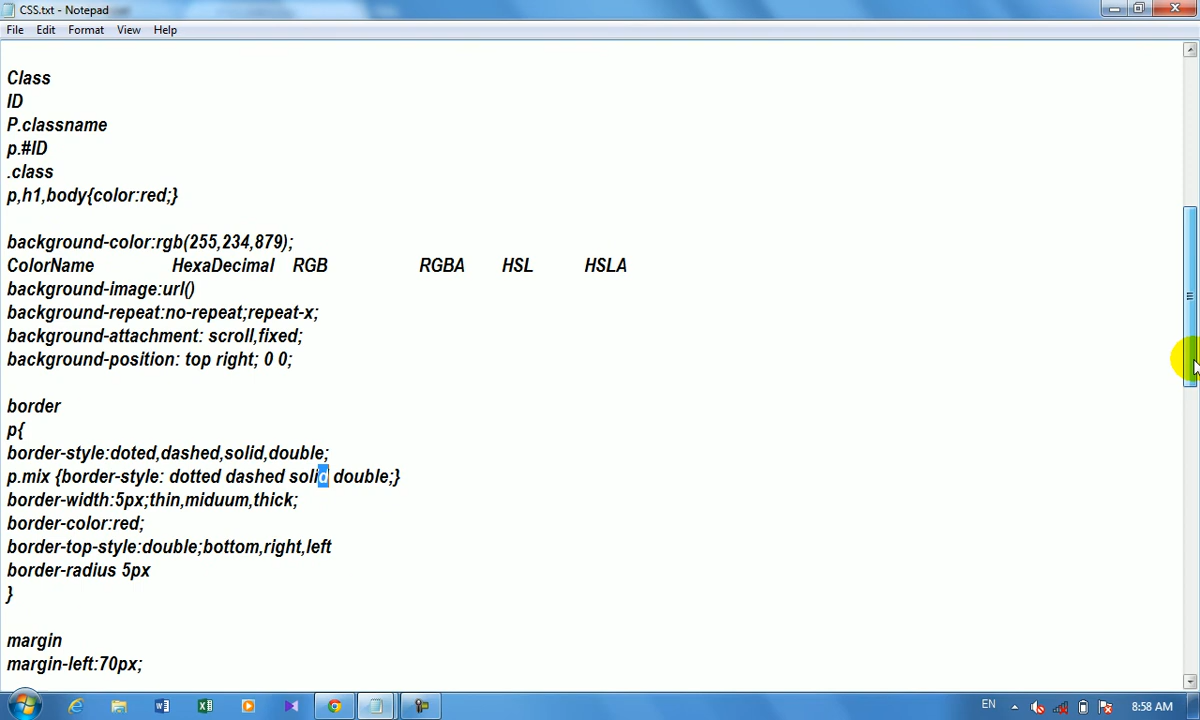 CSS.txt - Notepad
File Edit Format View Help
Class
ID
P.classname
p.#ID
.class
p,h1,body{color:red;}
background-color:rgb(255,234,879);
ColorName HexaDecimal RGB RGBA HSL HSLA
background-image:url()
background-repeat:no-repeat;repeat-x;
background-attachment: scroll,fixed;
background-position: top right; 0 0;
border
p{
border-style:doted,dashed,solid,double;
p.mix {border-style: dotted dashed solid double;}
border-width:5px;thin,miduum,thick;
border-color:red;
border-top-style:double;bottom,right,left
border-radius 5px
}
margin
margin-left:70px;
EN 8:58 AM